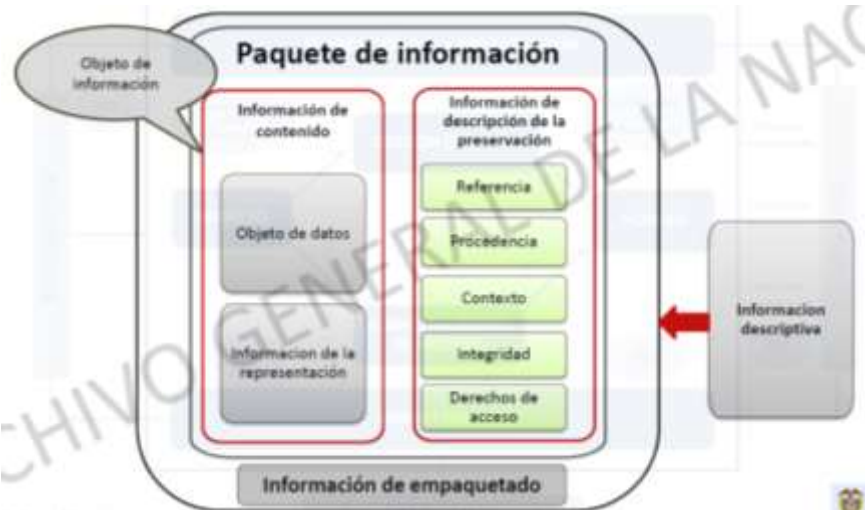 Paquete de información
Objeto de
información
Información de
contenido
Información de
descripción de la
preservación
Objeto de datos
Informacion de la
representación
Referencia
Procedencia
Contexto
Integridad
Derechos de
acceso
Informacion
descriptiva
Información de empaquetado
CHIVO GENERAL DE LA NAC